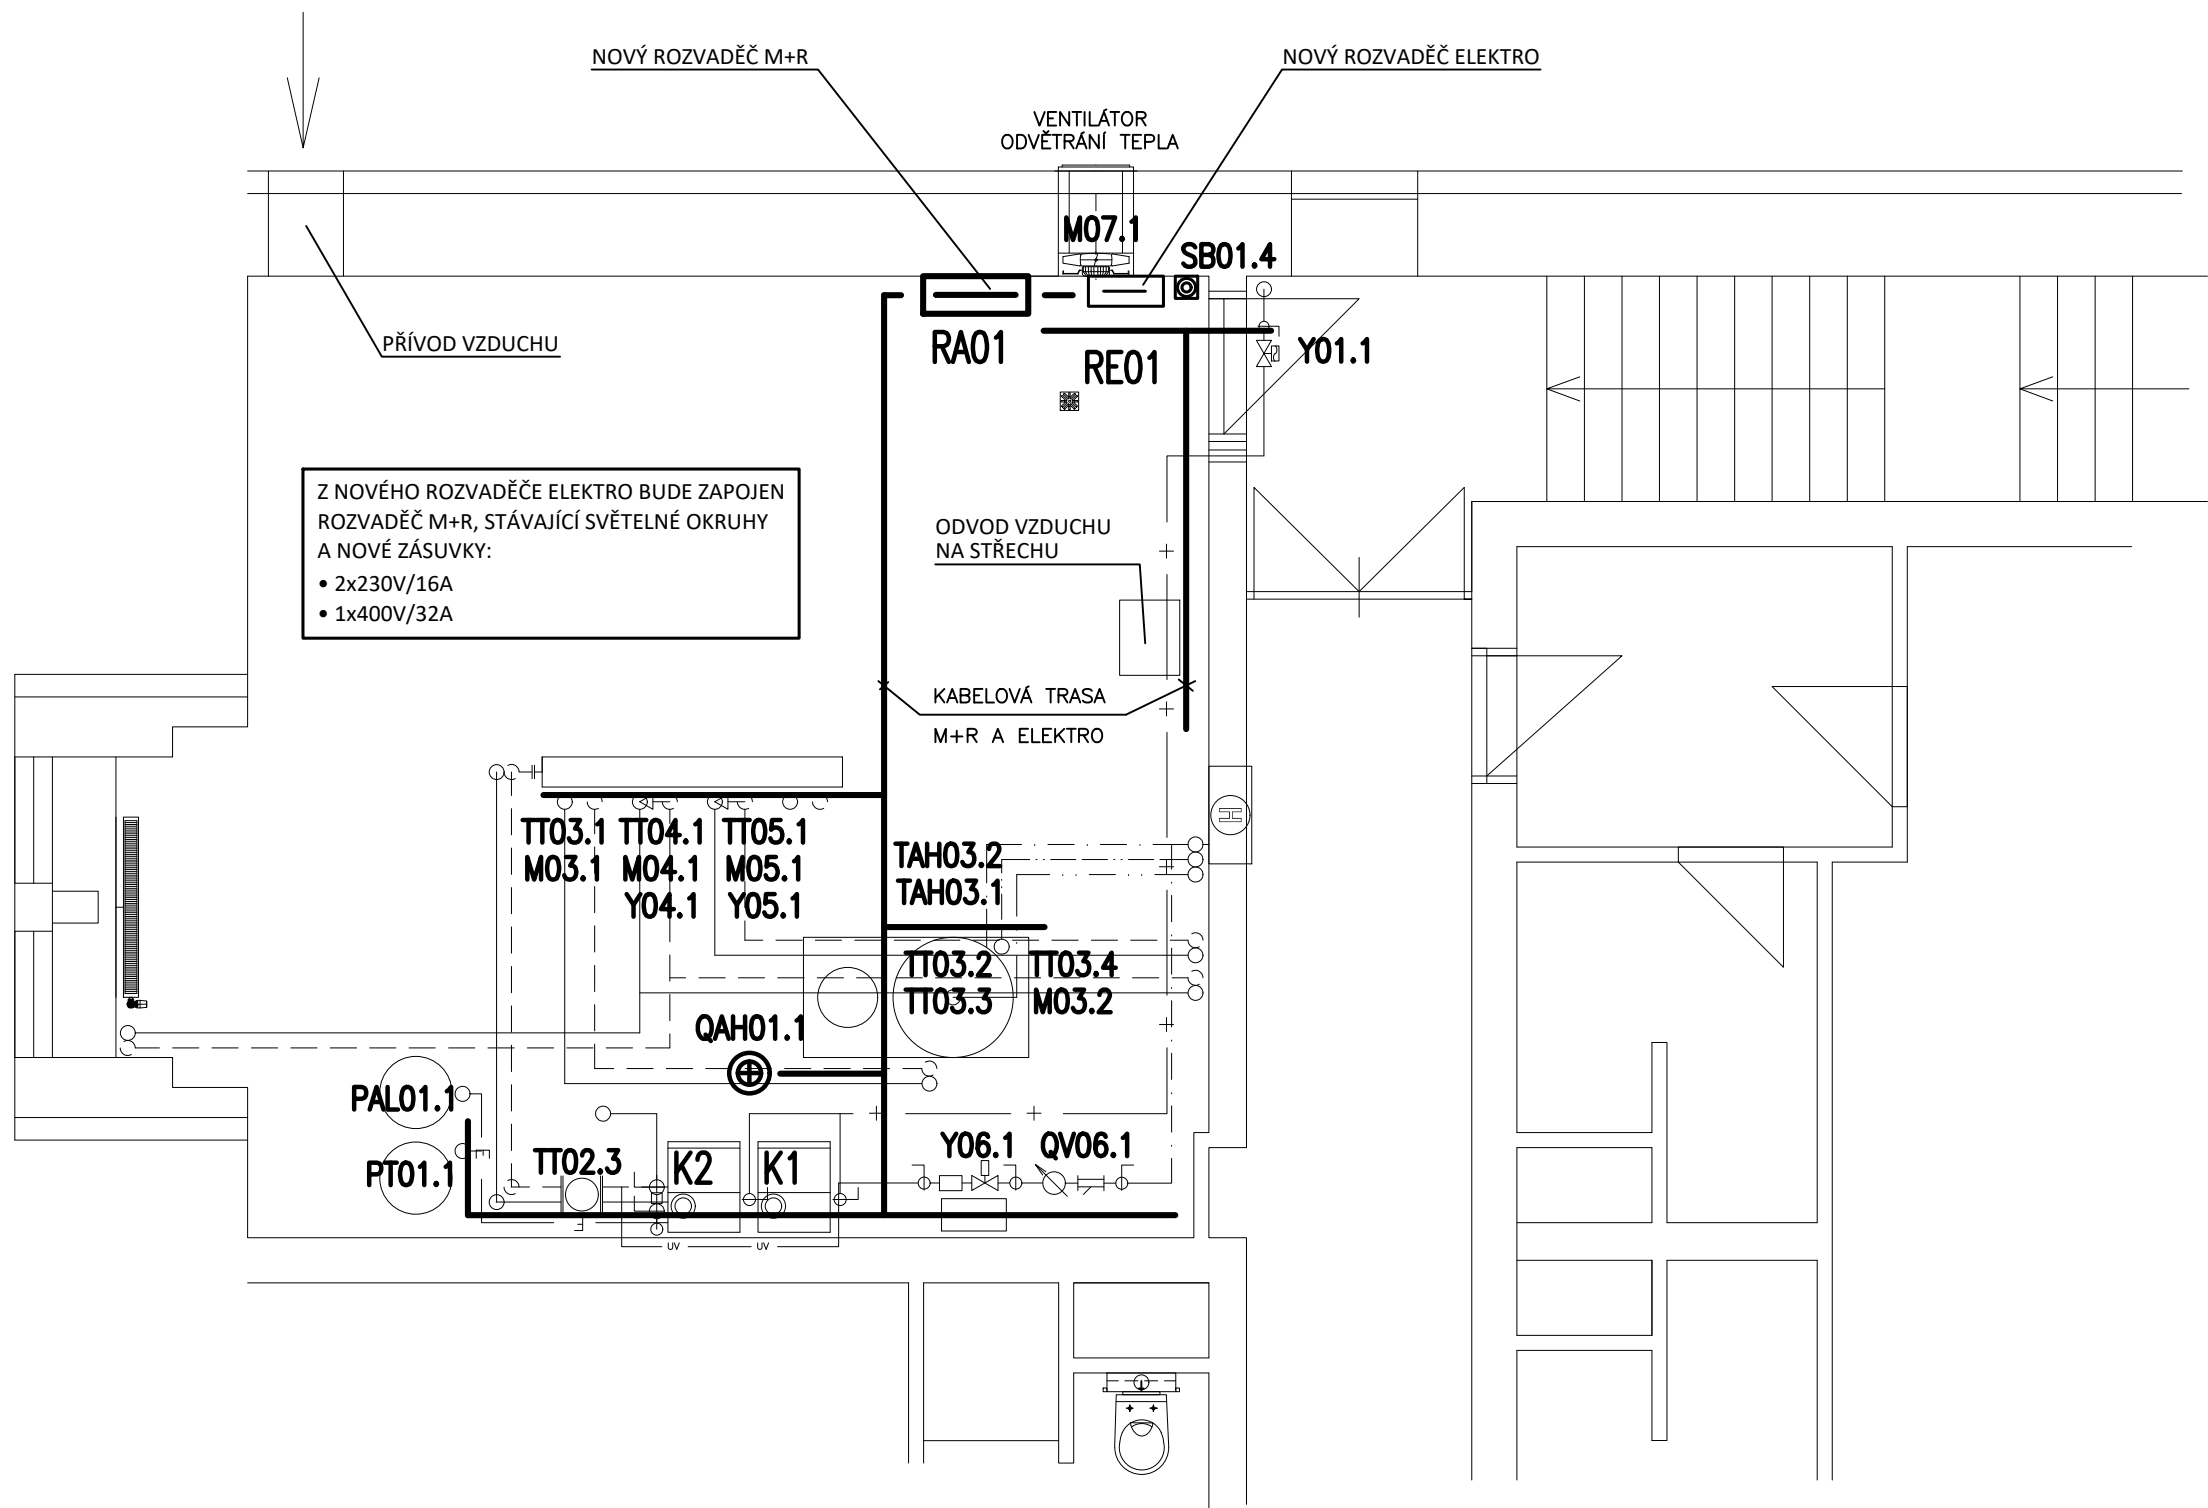 NOVÝ ROZVADĚČ M+R
NOVÝ ROZVADĚČ ELEKTRO
VENTILÁTOR
ODVĚTRÁNÍ TEPLA
M07.1
SB01.4
PŘÍVOD VZDUCHU
RA01
RE01
Y01.1
Z NOVÉHO ROZVADĚČE ELEKTRO BUDE ZAPOJEN
ROZVADĚČ M+R, STÁVAJÍCÍ SVĚTELNÉ OKRUHY
A NOVÉ ZÁSUVKY:
• 2x230V/16A
• 1x400V/32A
ODVOD VZDUCHU
NA STŘECHU
KABELOVÁ TRASA
M+R A ELEKTRO
TT03.1 TT04.1 TT05.1
M03.1 M04.1 M05.1
Y04.1 Y05.1
H
TAH03.2
TAH03.1
TT03.2 TT03.4
TT03.3 M03.2
QAH01.1
PAL01.1
PT01.1
TT02.3
K2
K1
Y06.1 QV06.1
UV
UV